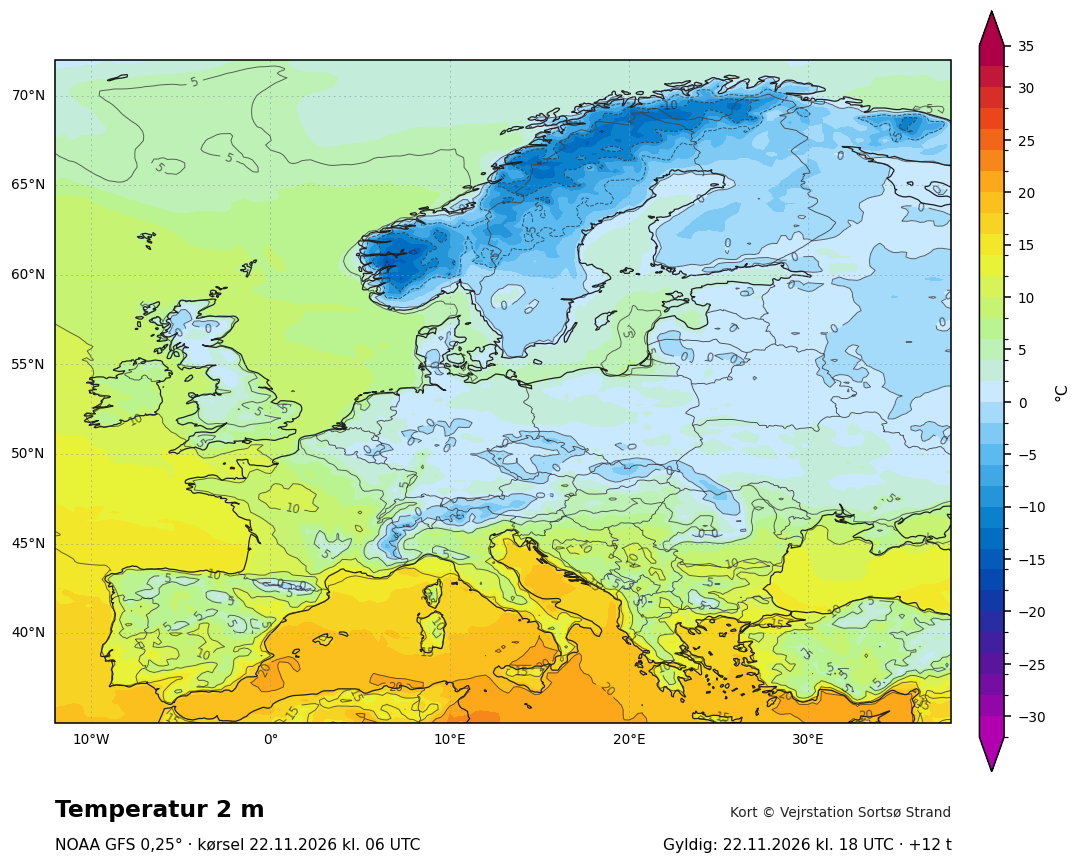 70°N
65°N
60°N
55°N
50°N
45°N
40°N
10°W 0° 10°E 20°E 30°E
35
30
25
20
15
10
5
0
−5
−10
−15
−20
−25
−30
°C
Temperatur 2 m
Kort © Vejrstation Sortsø Strand
NOAA GFS 0,25° · kørsel 22.11.2026 kl. 06 UTC
Gyldig: 22.11.2026 kl. 18 UTC · +12 t